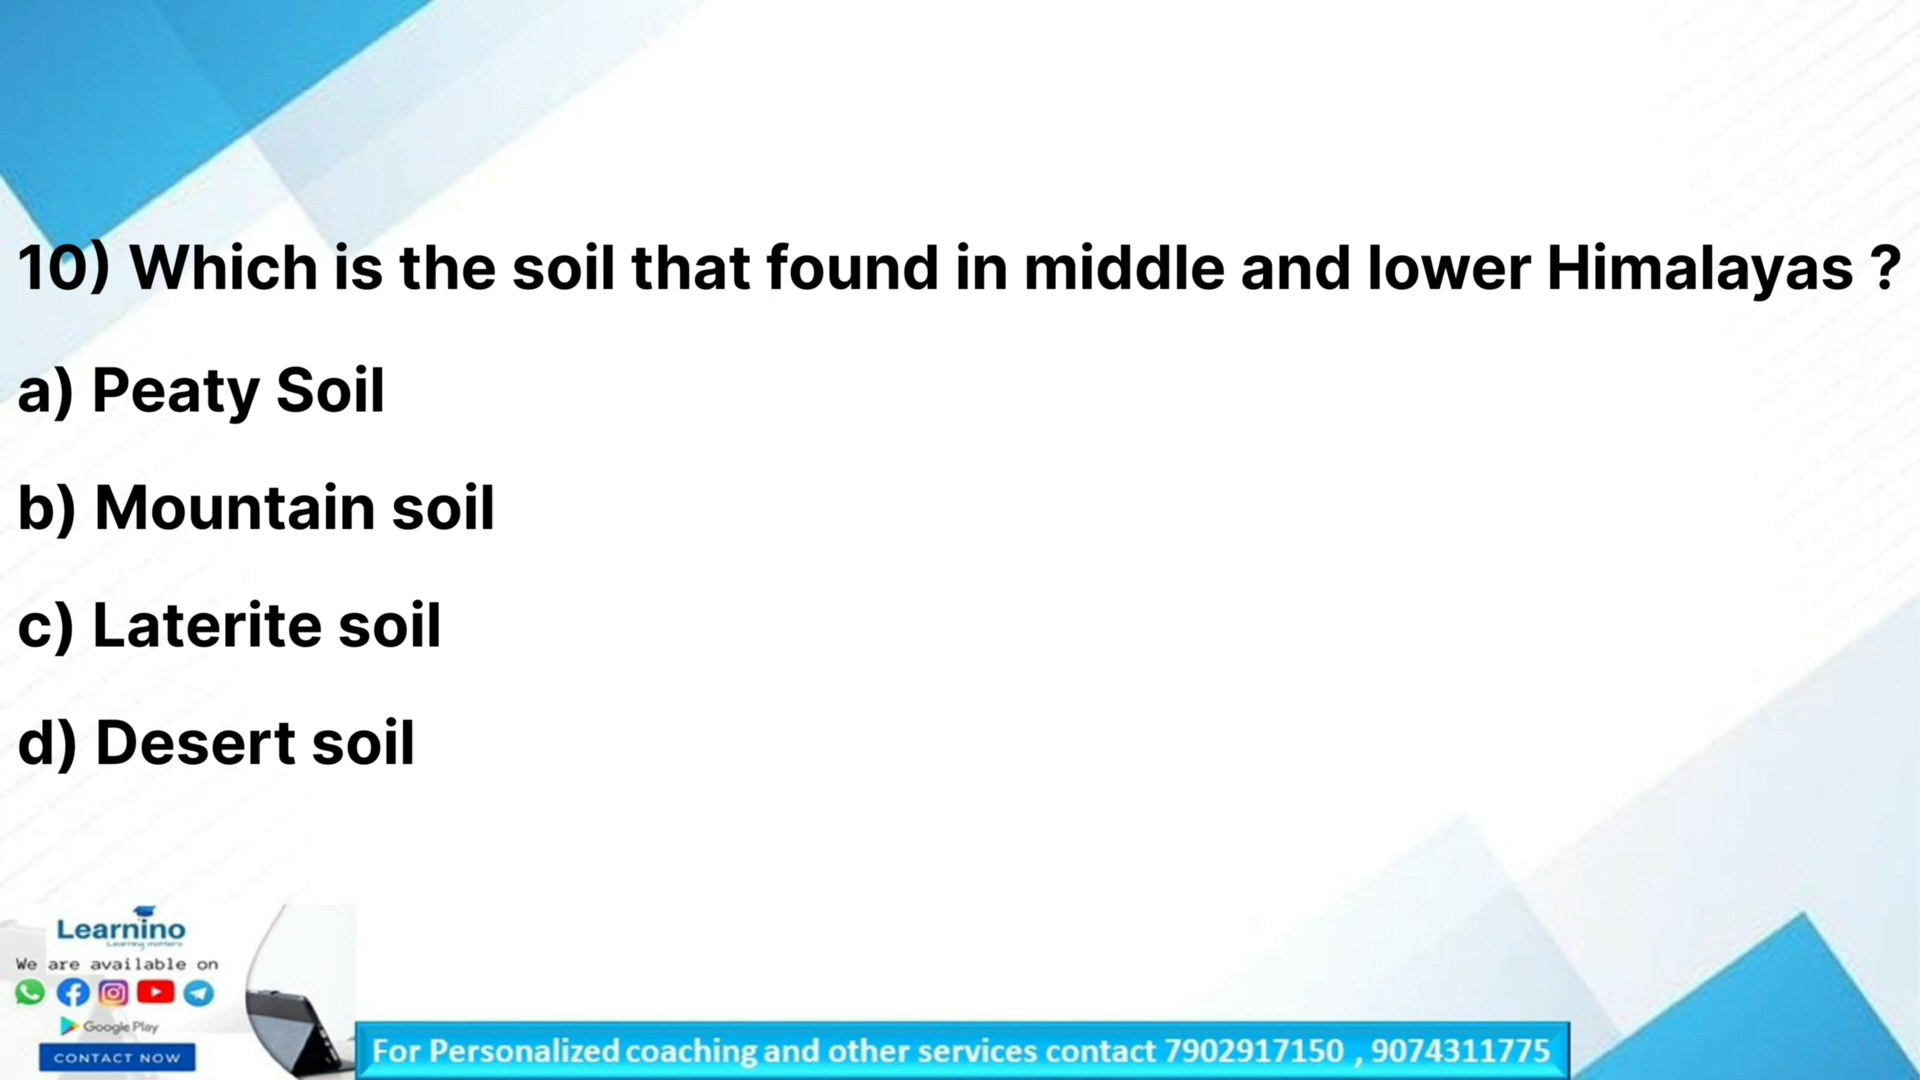 10) Which is the soil that found in middle and lower Himalayas ?
a) Peaty Soil
b) Mountain soil
c) Laterite soil
d) Desert soil
Learnino
Learning matters
We are available on
Google Play
CONTACT NOW
For Personalized coaching and other services contact 7902917150 , 9074311775